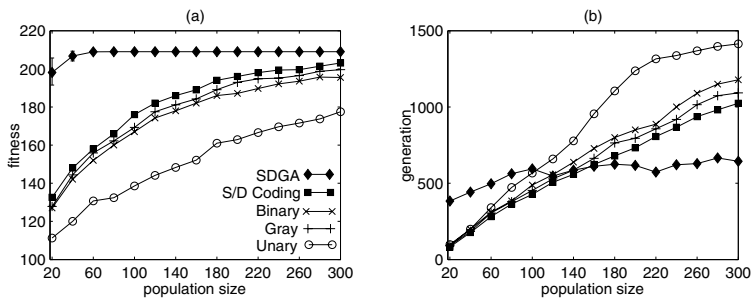 (a)
220
200
180
160
140
120
100
fitness
SDGA
S/D Coding
Binary
Gray
Unary
20 60 100 140 180 220 260 300
population size
(b)
1500
1000
500
0
generation
20 60 100 140 180 220 260 300
population size